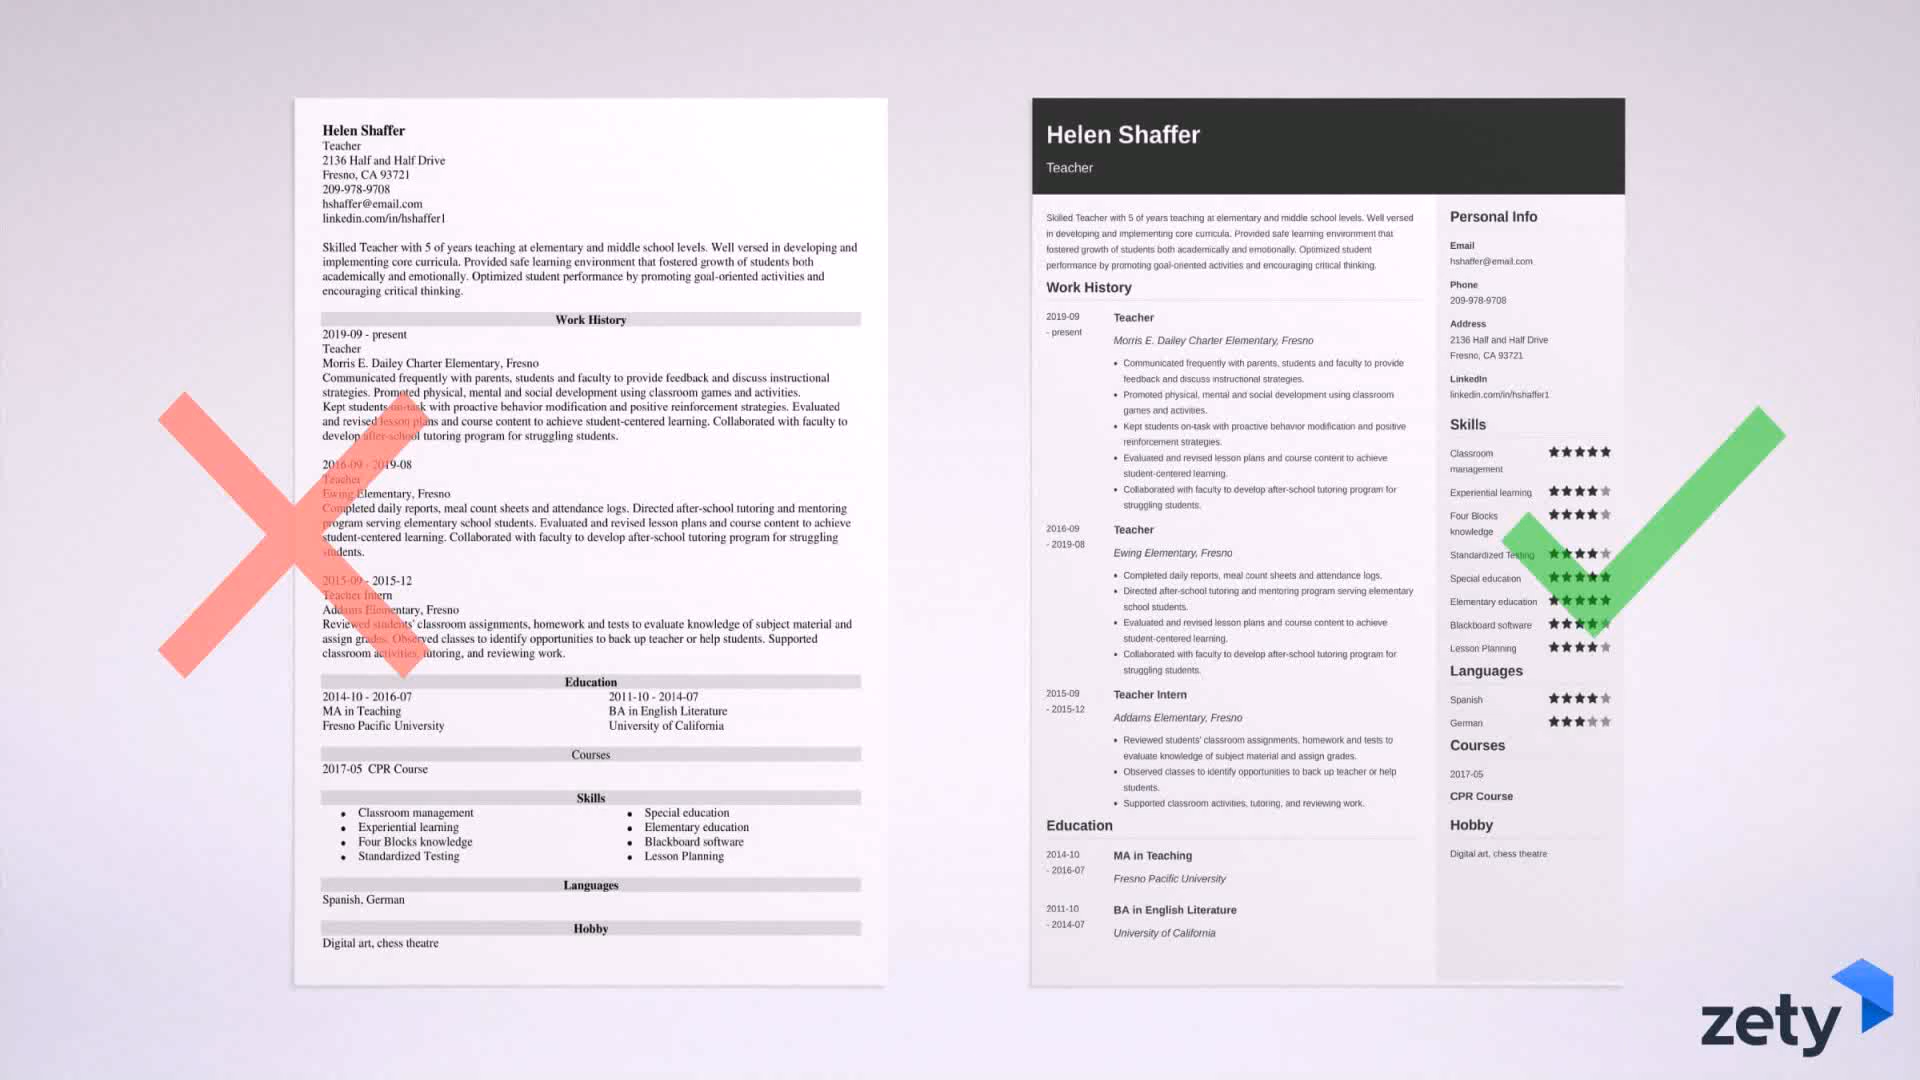 Helen Shaffer
Teacher
2136 Half and Half Drive
Fresno, CA 93721
209-978-9708
hshaffer@email.com
linkedin.com/in/hshaffer1
Skilled Teacher with 5 of years teaching at elementary and middle school levels. Well versed in developing and
implementing core curricula. Provided safe learning environment that fostered growth of students both
academically and emotionally. Optimized student performance by promoting goal-oriented activities and
encouraging critical thinking.
Work History
2019-09 - present
Teacher
Morris E. Dailey Charter Elementary, Fresno
Communicated frequently with parents, students and faculty to provide feedback and discuss instructional
strategies. Promoted physical, mental and social development using classroom games and activities.
Kept students on-task with proactive behavior modification and positive reinforcement strategies. Evaluated
and revised lesson plans and course content to achieve student-centered learning. Collaborated with faculty to
develop after-school tutoring program for struggling students.
2016-09 - 2019-08
Teacher
Ewing Elementary, Fresno
Completed daily reports, meal count sheets and attendance logs. Directed after-school tutoring and mentoring
program serving elementary school students. Evaluated and revised lesson plans and course content to achieve
student-centered learning. Collaborated with faculty to develop after-school tutoring program for struggling
students.
2015-09 - 2015-12
Teacher Intern
Addams Elementary, Fresno
Reviewed students' classroom assignments, homework and tests to evaluate knowledge of subject material and
assign grades. Observed classes to identify opportunities to back up teacher or help students. Supported
classroom activities, tutoring, and reviewing work.
Education
2014-10 - 2016-07
MA in Teaching
Fresno Pacific University
2011-10 - 2014-07
BA in English Literature
University of California
Courses
2017-05 CPR Course
Skills
• Classroom management
• Experiential learning
• Four Blocks knowledge
• Standardized Testing
• Special education
• Elementary education
• Blackboard software
• Lesson Planning
Languages
Spanish, German
Hobby
Digital art, chess theatre
Helen Shaffer
Teacher
Skilled Teacher with 5 of years teaching at elementary and middle school levels. Well versed
in developing and implementing core curricula. Provided safe learning environment that
fostered growth of students both academically and emotionally. Optimized student
performance by promoting goal-oriented activities and encouraging critical thinking.
Work History
2019-09
- present
Teacher
Morris E. Dailey Charter Elementary, Fresno
• Communicated frequently with parents, students and faculty to provide
feedback and discuss instructional strategies.
• Promoted physical, mental and social development using classroom
games and activities.
• Kept students on-task with proactive behavior modification and positive
reinforcement strategies.
• Evaluated and revised lesson plans and course content to achieve
student-centered learning.
• Collaborated with faculty to develop after-school tutoring program for
struggling students.
2016-09
- 2019-08
Teacher
Ewing Elementary, Fresno
• Completed daily reports, meal count sheets and attendance logs.
• Directed after-school tutoring and mentoring program serving elementary
school students.
• Evaluated and revised lesson plans and course content to achieve
student-centered learning.
• Collaborated with faculty to develop after-school tutoring program for
struggling students.
2015-09
- 2015-12
Teacher Intern
Addams Elementary, Fresno
• Reviewed students' classroom assignments, homework and tests to
evaluate knowledge of subject material and assign grades.
• Observed classes to identify opportunities to back up teacher or help
students.
• Supported classroom activities, tutoring, and reviewing work.
Education
2014-10
- 2016-07
MA in Teaching
Fresno Pacific University
2011-10
- 2014-07
BA in English Literature
University of California
Personal Info
Email
hshaffer@email.com
Phone
209-978-9708
Address
2136 Half and Half Drive
Fresno, CA 93721
LinkedIn
linkedin.com/in/hshaffer1
Skills
Classroom
management
Experiential learning
Four Blocks
knowledge
Standardized Testing
Special education
Elementary education
Blackboard software
Lesson Planning
Languages
Spanish
German
Courses
2017-05
CPR Course
Hobby
Digital art, chess theatre
zety